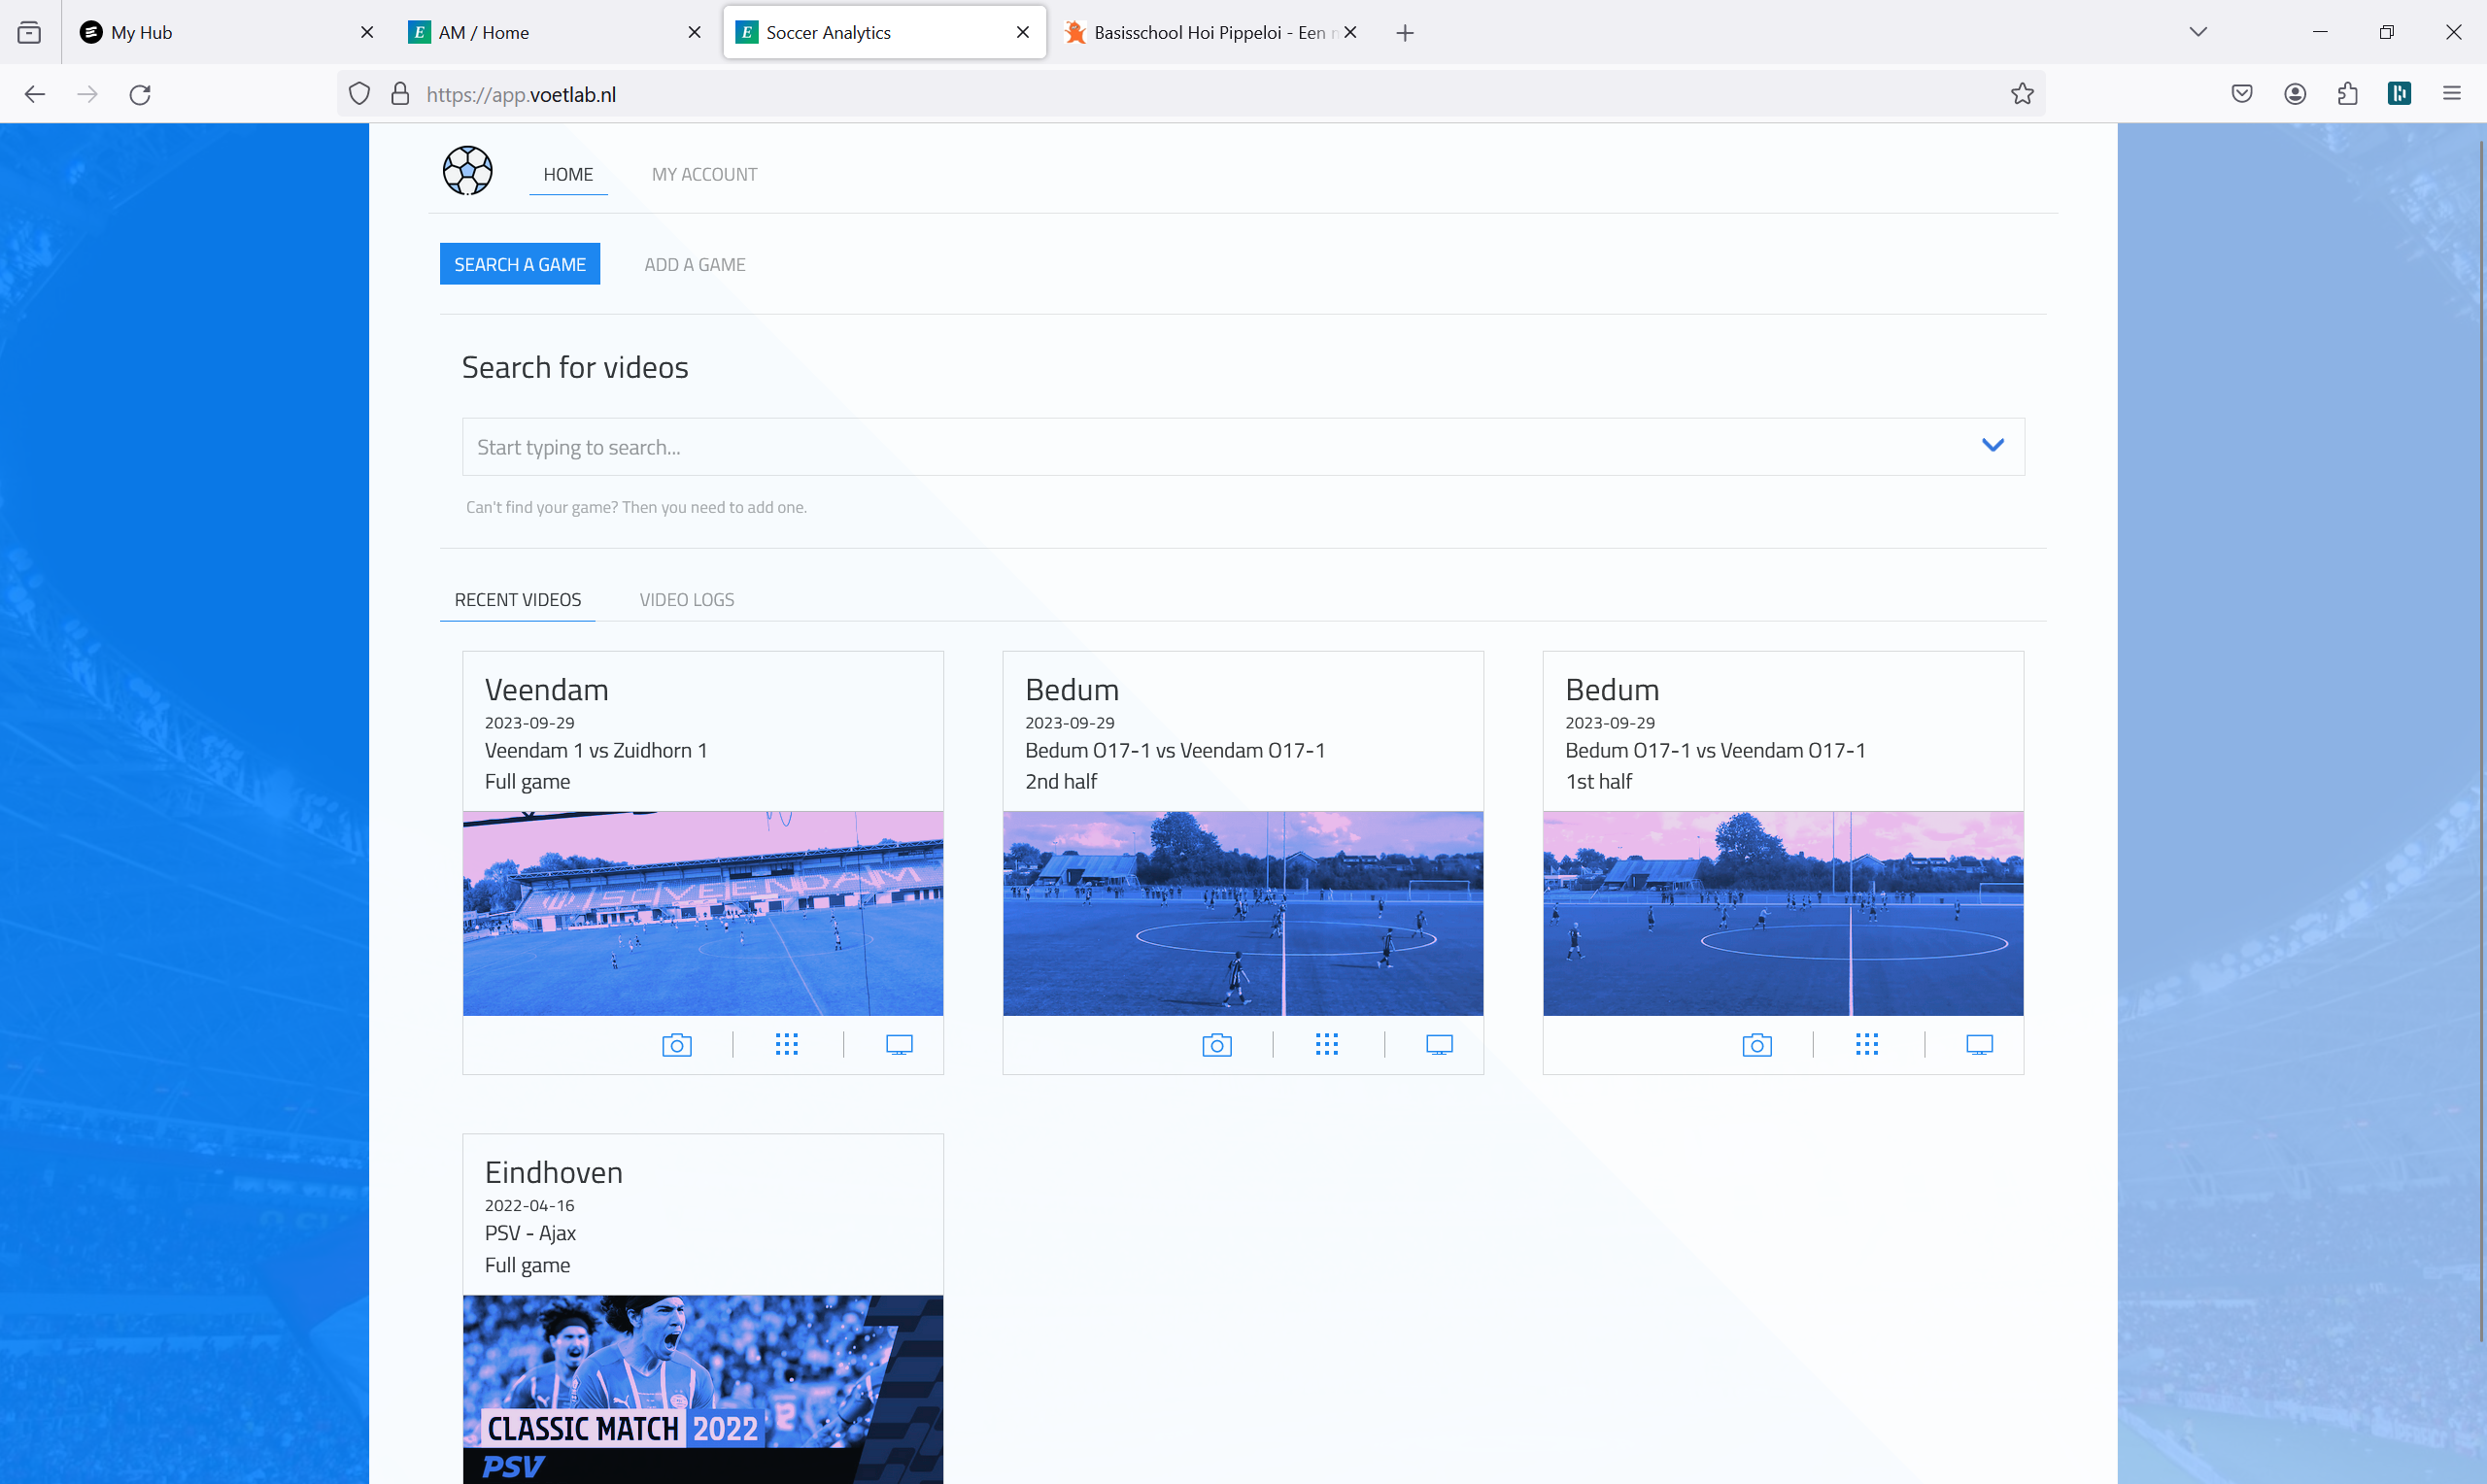 My Hub
AM / Home
Soccer Analytics
Basisschool Hoi Pippeloi - Een
https://app.voetlab.nl
HOME
MY ACCOUNT
SEARCH A GAME
ADD A GAME
Search for videos
Start typing to search...
Can't find your game? Then you need to add one.
RECENT VIDEOS
VIDEO LOGS
Veendam
2023-09-29
Veendam 1 vs Zuidhorn 1
Full game
SC VEENDAM
Bedum
2023-09-29
Bedum O17-1 vs Veendam O17-1
2nd half
Bedum
2023-09-29
Bedum O17-1 vs Veendam O17-1
1st half
Eindhoven
2022-04-16
PSV - Ajax
Full game
CLASSIC MATCH 2022
PSV